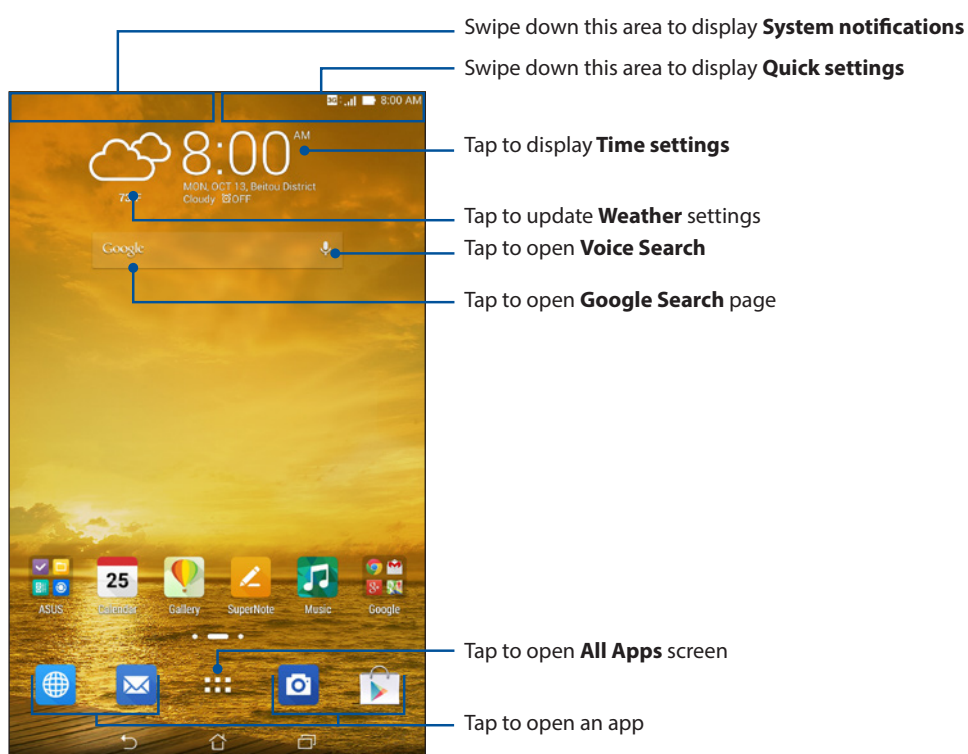 Swipe down this area to display System notifications
Swipe down this area to display Quick settings
3G 8:00 AM
8:00 AM
Tap to display Time settings
MON, OCT 13, Beitou District
Cloudy OFF
Tap to update Weather settings
Google
Tap to open Voice Search
Tap to open Google Search page
25
ASUS Calendar Gallery SuperNote Music Google
Tap to open All Apps screen
Tap to open an app